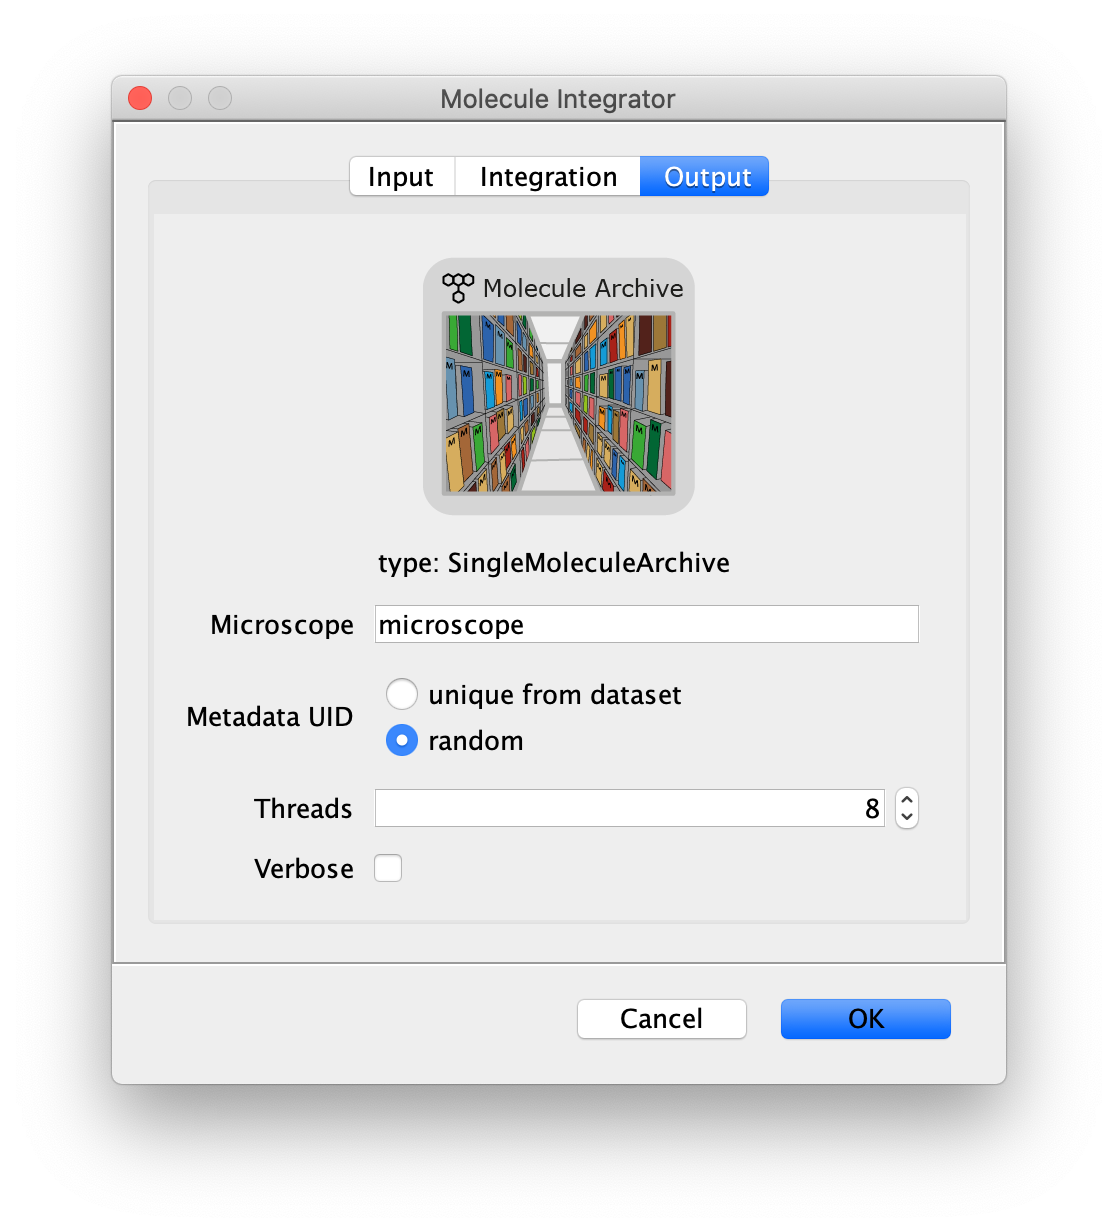 Molecule Integrator
Input Integration Output
Molecule Archive
type: SingleMoleculeArchive
Microscope microscope
Metadata UID
unique from dataset
random
Threads 8
Verbose
Cancel OK